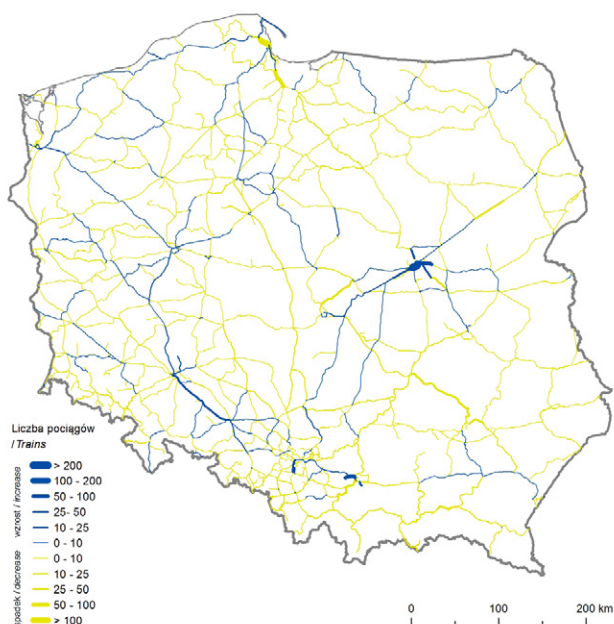 Liczba pociągów
/ Trains
wzrost / increase
> 200
100 - 200
50 - 100
25 - 50
10 - 25
0 - 10
spadek / decrease
0 - 10
10 - 25
25 - 50
50 - 100
> 100
0 100 200 km